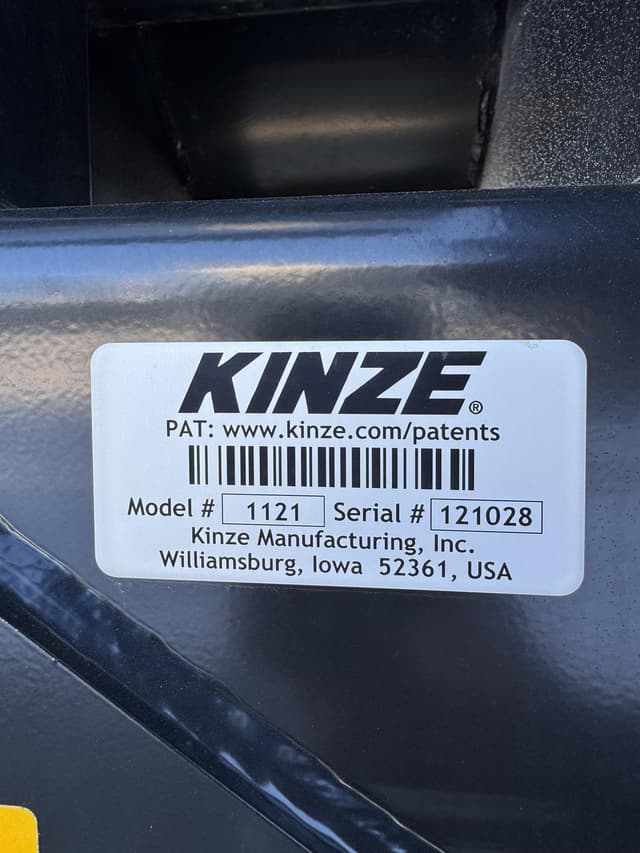 KINZE®
PAT: www.kinze.com/patents
Model # 1121 Serial # 121028
Kinze Manufacturing, Inc.
Williamsburg, Iowa 52361, USA